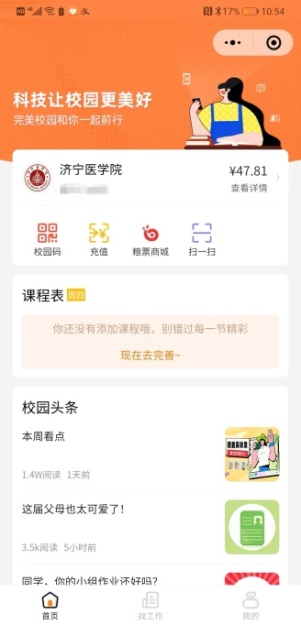 17%
10:54
科技让校园更美好
完美校园和你一起前行
济宁医学院
¥47.81
查看详情
校园码
充值
粮票商城
扫一扫
课程表 周四
你还没有添加课程哦，别错过每一节精彩
现在去完善~
校园头条
本周看点
1.4W阅读 1天前
这届父母也太可爱了！
3.5k阅读 5小时前
同学，你的小组作业还好吗？
首页
找工作
我的